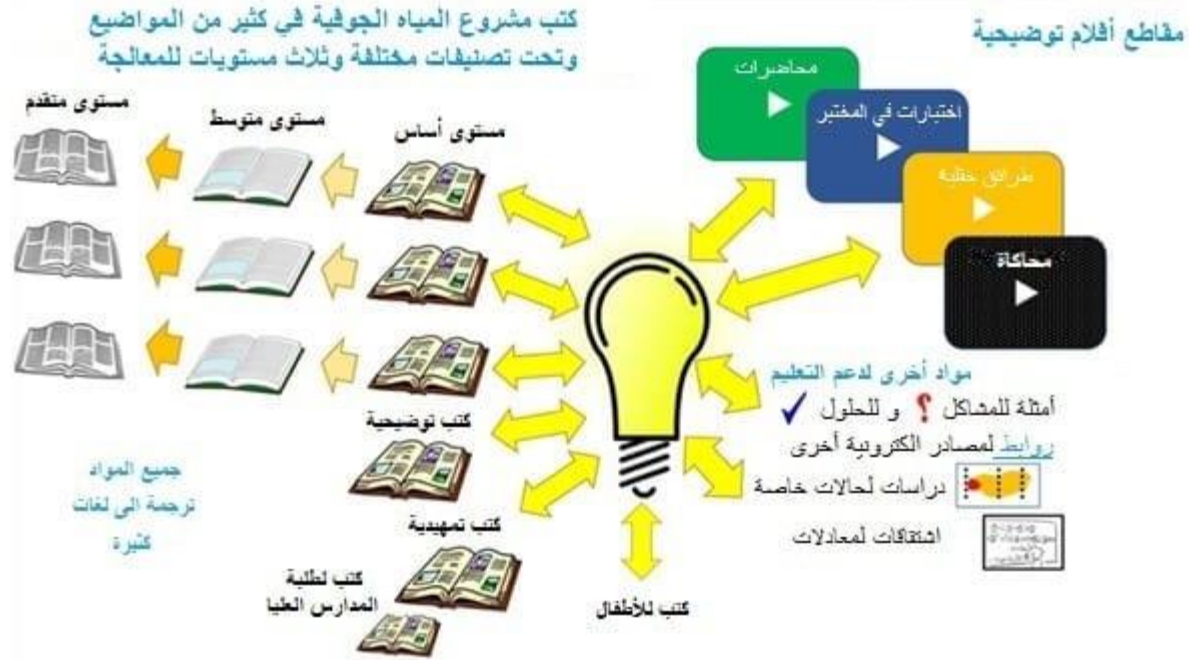 كتب مشروع المياه الجوفية في كثير من المواضيع
وتحت تصنيفات مختلفة وثلاث مستويات للمعالجة
مقاطع أفلام توضيحية
محاضرات
اختبارات في المختبر
طرائق حقلية
محاكاة
مستوى أساس
مستوى متوسط
مستوى متقدم
مواد أخرى لدعم التعليم
أمثلة للمشاكل ? و للحلول ✓
روابط لمصادر الكترونية أخرى
دراسات لحالات خاصة
اشتقاقات لمعادلات
كتب توضيحية
كتب تمهيدية
كتب لطلبة
المدارس العليا
كتب للأطفال
جميع المواد
ترجمة الى لغات
كثيرة